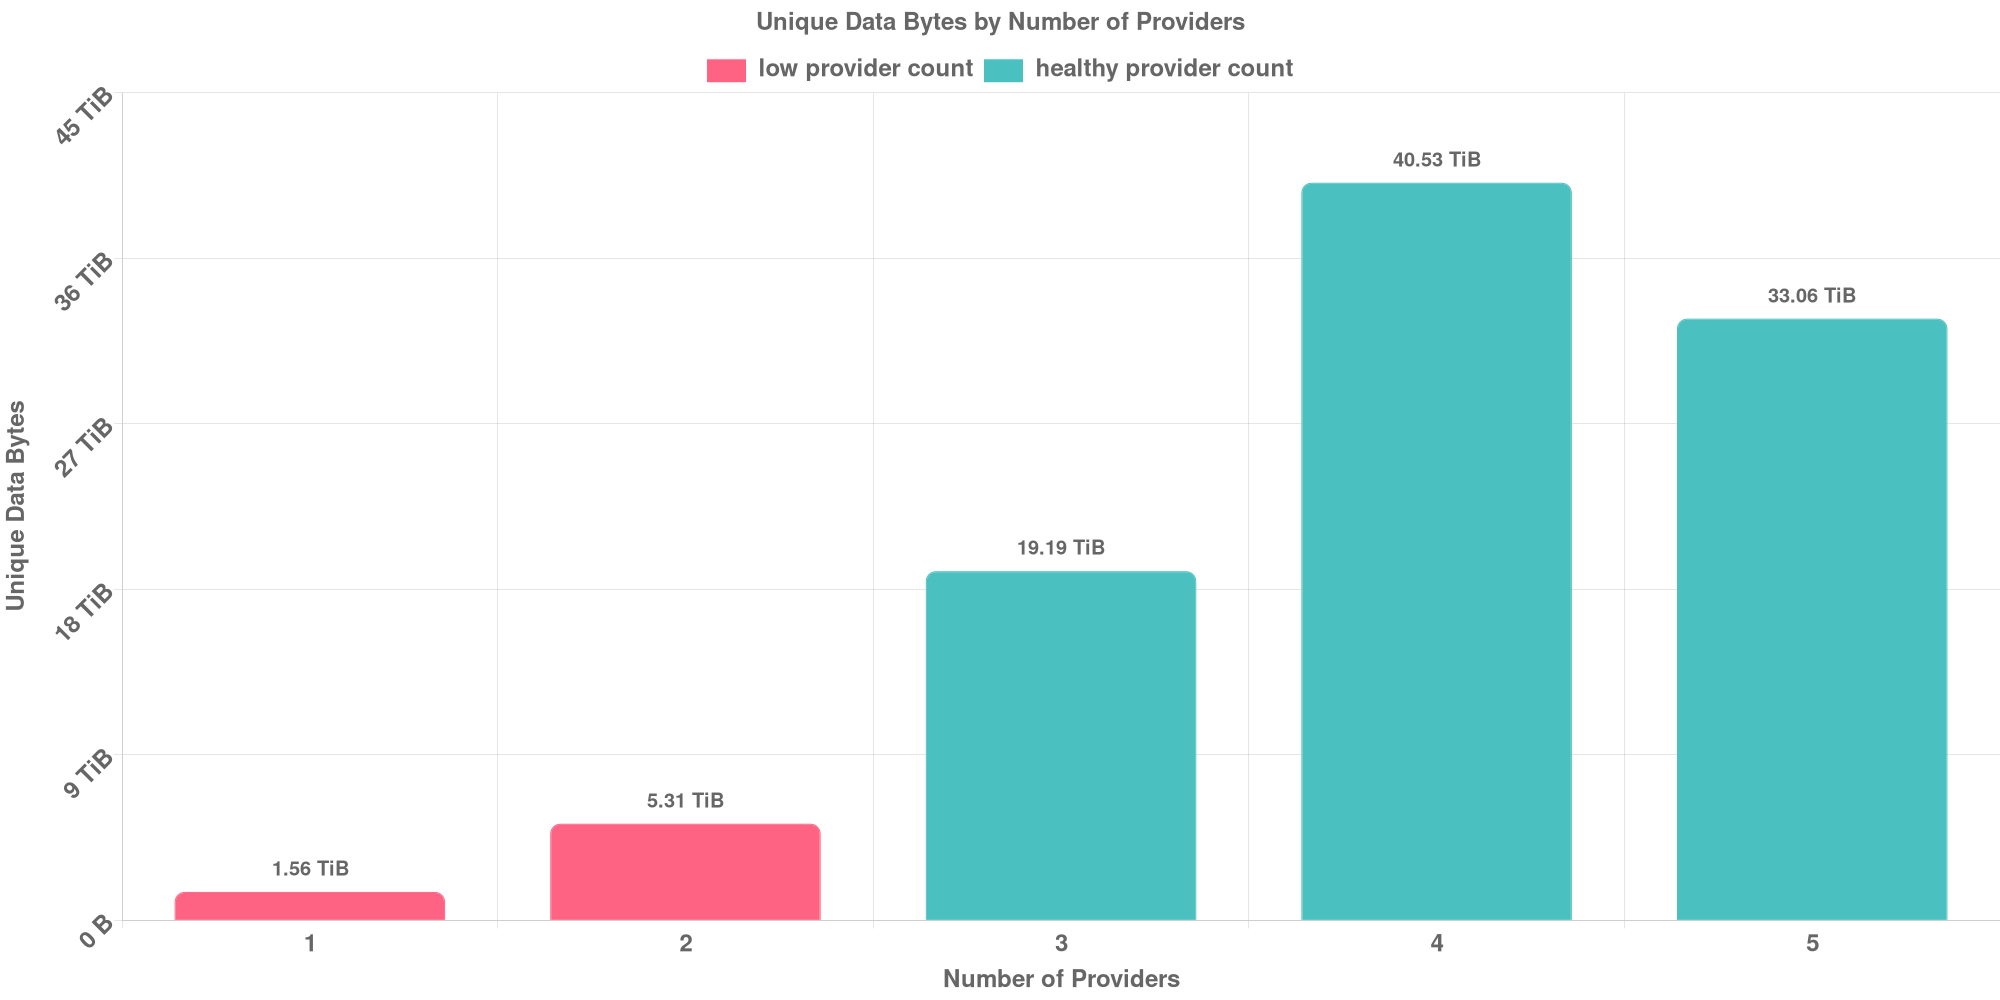 Unique Data Bytes by Number of Providers
low provider count healthy provider count
45 TiB
36 TiB
27 TiB
18 TiB
9 TiB
0 B
Unique Data Bytes
1.56 TiB
5.31 TiB
19.19 TiB
40.53 TiB
33.06 TiB
1 2 3 4 5
Number of Providers